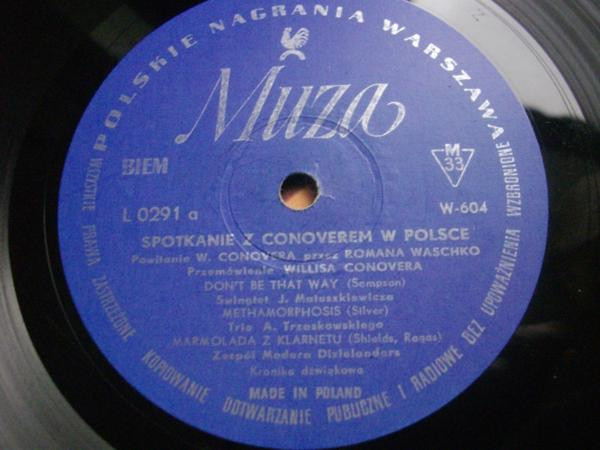 POLSKIE NAGRANIA WARSZAWA
Muza
BIEM
M
33
L 0291 a
W-604
SPOTKANIE Z CONOVEREM W POLSCE
Powitanie W. CONOVERA przez ROMANA WASCHKO
Przemówienie WILLISA CONOVERA
DON'T BE THAT WAY (Sempson)
Swingtet J. Matuszkiewicza
METHAMORPHOSIS (Silver)
Trio A. Trzaskowskiego
MARMOLADA Z KLARNETU (Shields, Ragas)
Zespół Modern Dixielanders
Kronika dźwiękowa
MADE IN POLAND
WSZYSTKIE PRAWA ZASTRZEŻONE KOPIOWANIE ODTWARZANIE PUBLICZNE I RADIOWE BEZ UPOWAŻNIENIA WZBRONIONE